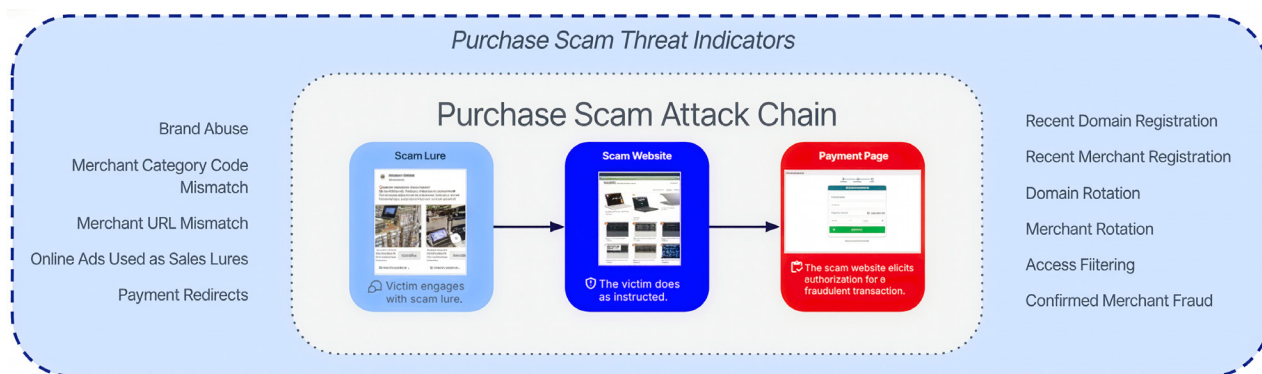 Purchase Scam Threat Indicators
Purchase Scam Attack Chain
Brand Abuse
Merchant Category Code
Mismatch
Merchant URL Mismatch
Online Ads Used as Sales Lures
Payment Redirects
Scam Lure
Victim engages
with scam lure.
Scam Website
The victim does
as instructed.
Payment Page
The scam website elicits
authorization for a
fraudulent transaction.
Recent Domain Registration
Recent Merchant Registration
Domain Rotation
Merchant Rotation
Access Fiitering
Confirmed Merchant Fraud